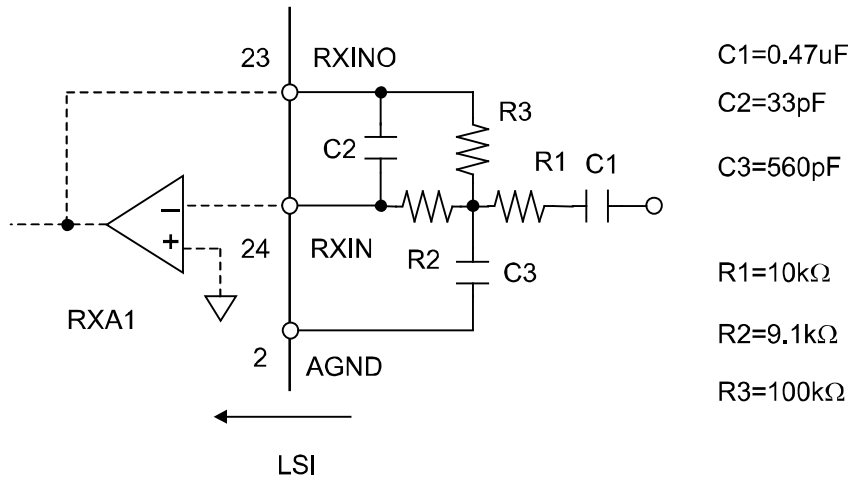 23 RXINO
C1=0.47uF
C2=33pF
R3
C2
R1 C1
C3=560pF
−
+
24 RXIN
R2 C3
R1=10kΩ
RXA1
R2=9.1kΩ
2 AGND
R3=100kΩ
LSI